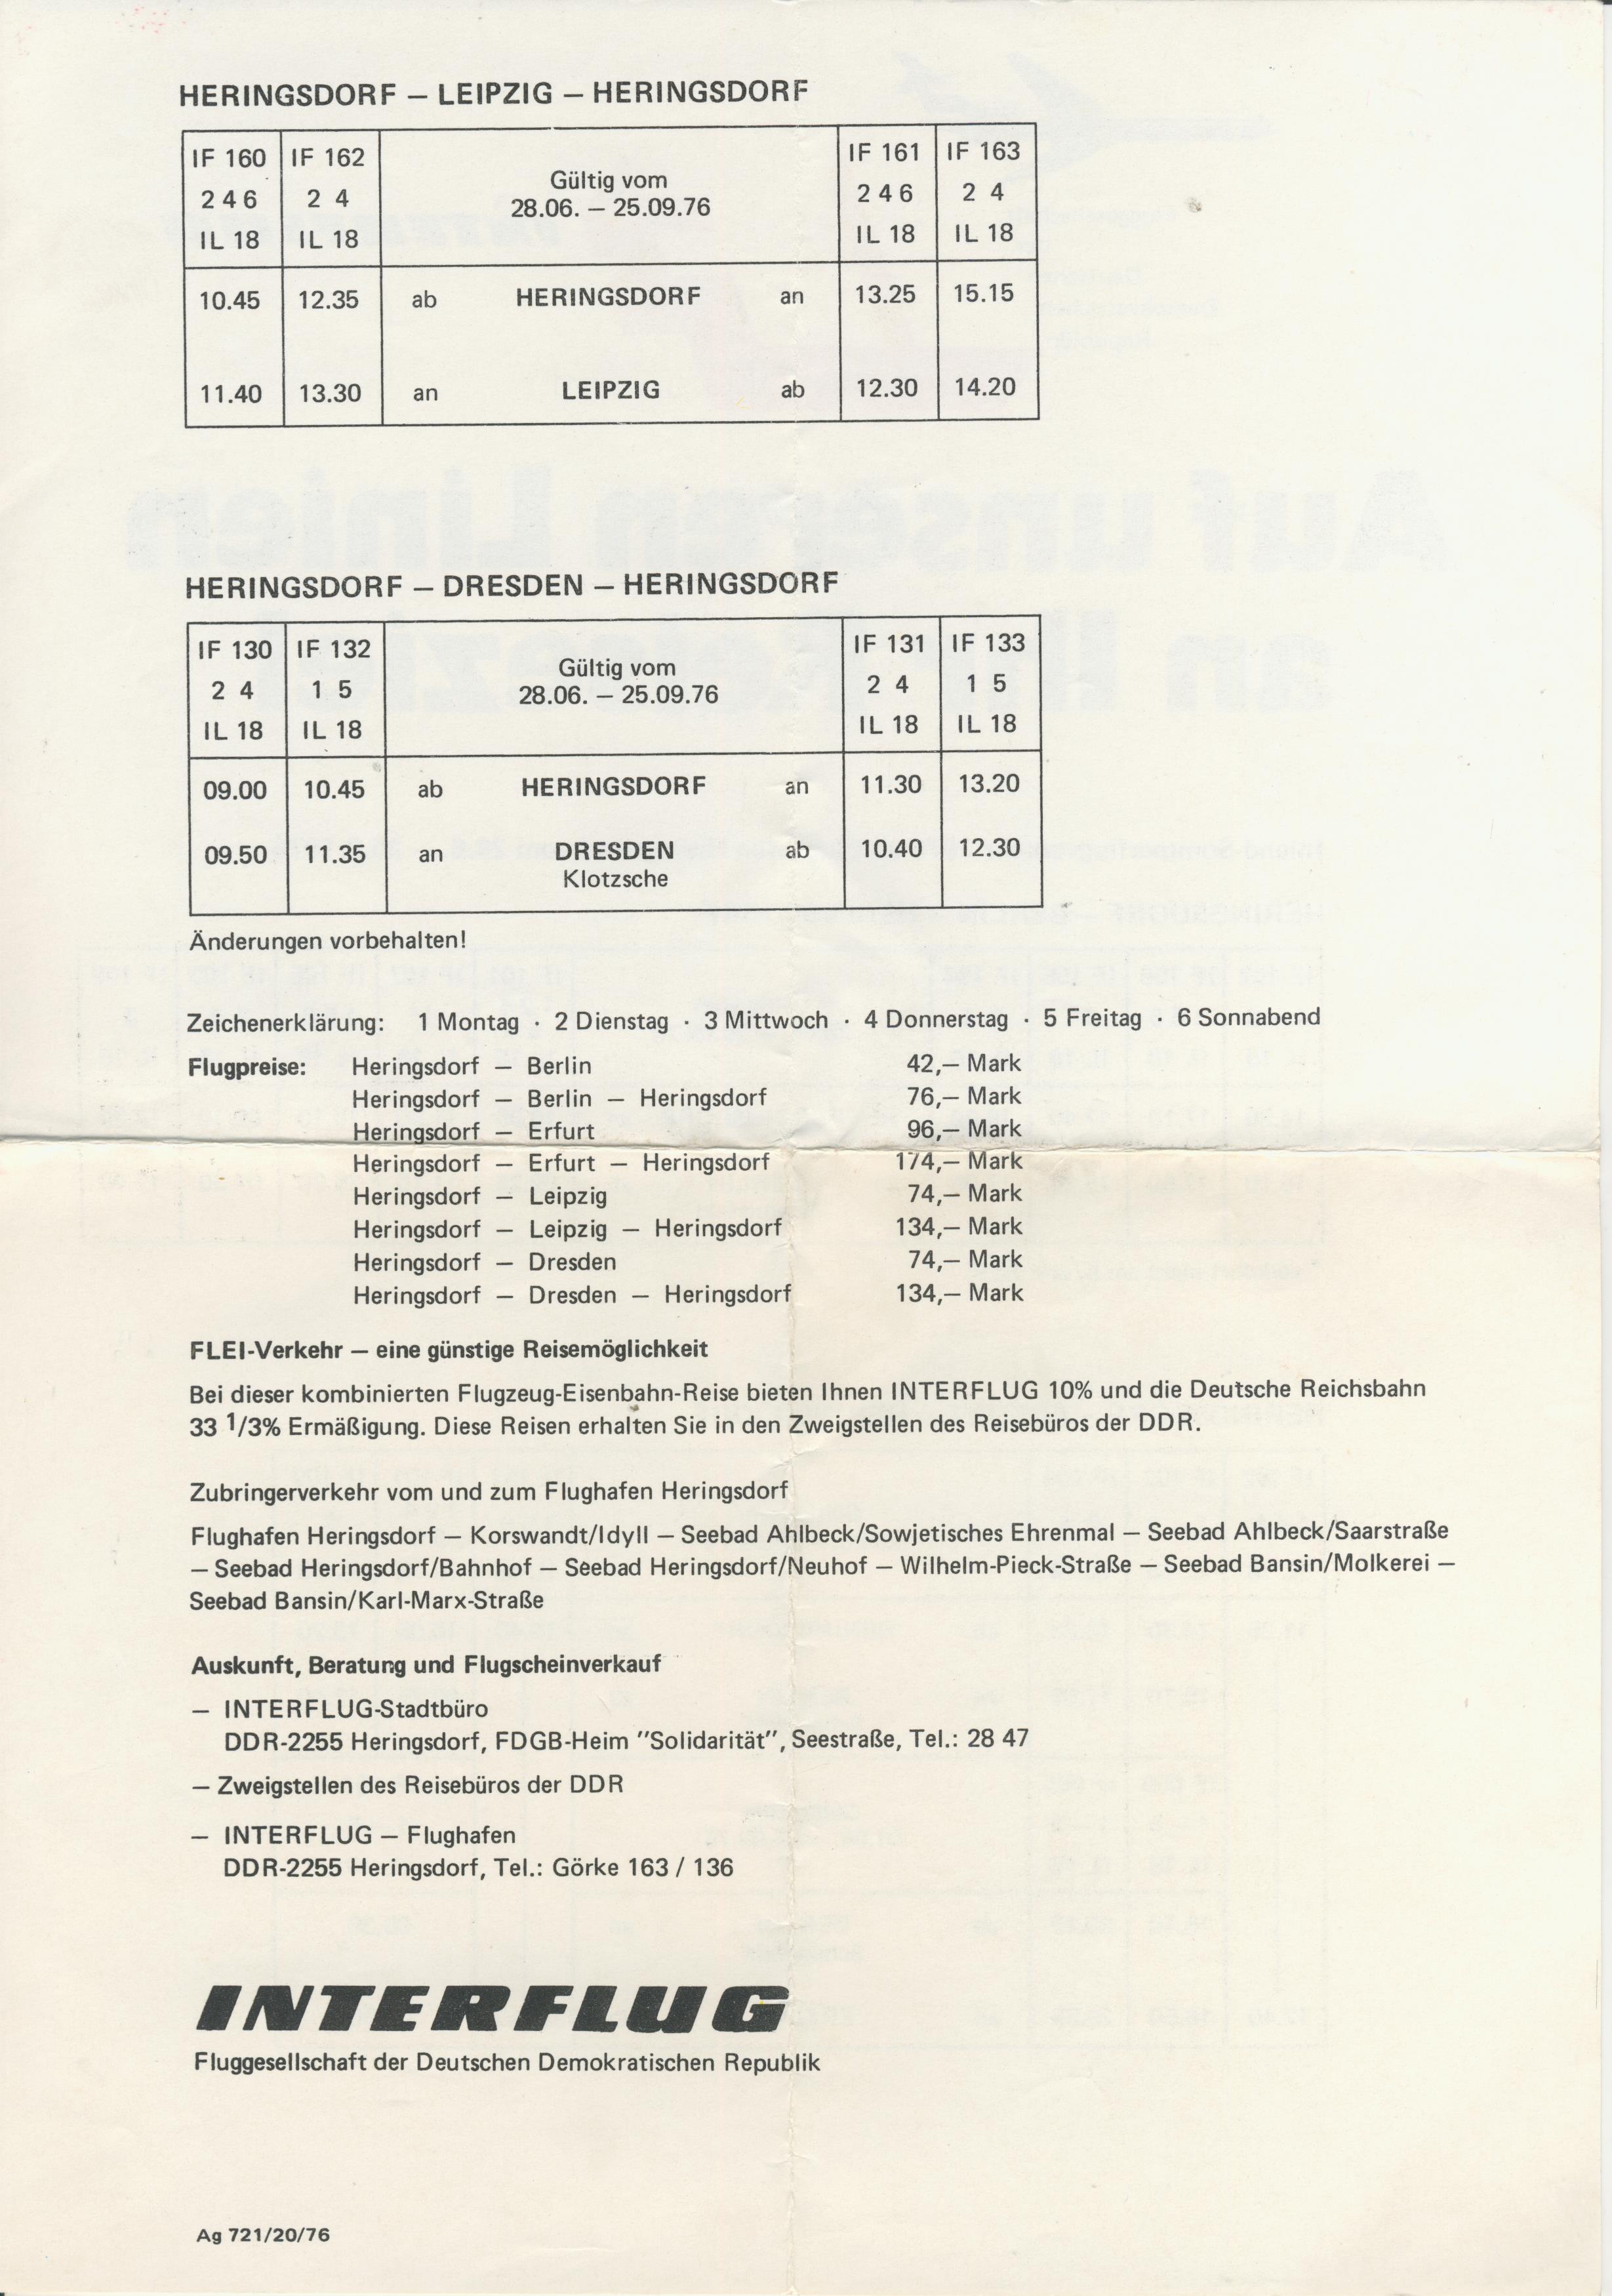 HERINGSDORF – LEIPZIG – HERINGSDORF
IF 160 IF 162 IF 161 IF 163
2 4 6 2 4 Gültig vom 2 4 6 2 4
28.06. – 25.09.76
IL 18 IL 18 IL 18 IL 18
10.45 12.35 ab HERINGSDORF an 13.25 15.15
11.40 13.30 an LEIPZIG ab 12.30 14.20
HERINGSDORF – DRESDEN – HERINGSDORF
IF 130 IF 132 IF 131 IF 133
2 4 1 5 Gültig vom 2 4 1 5
28.06. – 25.09.76
IL 18 IL 18 IL 18 IL 18
09.00 10.45 ab HERINGSDORF an 11.30 13.20
09.50 11.35 an DRESDEN ab 10.40 12.30
Klotzsche
Änderungen vorbehalten!
Zeichenerklärung: 1 Montag · 2 Dienstag · 3 Mittwoch · 4 Donnerstag · 5 Freitag · 6 Sonnabend
Flugpreise: Heringsdorf – Berlin 42,– Mark
Heringsdorf – Berlin – Heringsdorf 76,– Mark
Heringsdorf – Erfurt 96,– Mark
Heringsdorf – Erfurt – Heringsdorf 174,– Mark
Heringsdorf – Leipzig 74,– Mark
Heringsdorf – Leipzig – Heringsdorf 134,– Mark
Heringsdorf – Dresden 74,– Mark
Heringsdorf – Dresden – Heringsdorf 134,– Mark
FLEI-Verkehr – eine günstige Reisemöglichkeit
Bei dieser kombinierten Flugzeug-Eisenbahn-Reise bieten Ihnen INTERFLUG 10% und die Deutsche Reichsbahn
33 1/3% Ermäßigung. Diese Reisen erhalten Sie in den Zweigstellen des Reisebüros der DDR.
Zubringerverkehr vom und zum Flughafen Heringsdorf
Flughafen Heringsdorf – Korswandt/Idyll – Seebad Ahlbeck/Sowjetisches Ehrenmal – Seebad Ahlbeck/Saarstraße
– Seebad Heringsdorf/Bahnhof – Seebad Heringsdorf/Neuhof – Wilhelm-Pieck-Straße – Seebad Bansin/Molkerei –
Seebad Bansin/Karl-Marx-Straße
Auskunft, Beratung und Flugscheinverkauf
– INTERFLUG-Stadtbüro
DDR-2255 Heringsdorf, FDGB-Heim "Solidarität", Seestraße, Tel.: 28 47
– Zweigstellen des Reisebüros der DDR
– INTERFLUG – Flughafen
DDR-2255 Heringsdorf, Tel.: Görke 163 / 136
INTERFLUG
Fluggesellschaft der Deutschen Demokratischen Republik
Ag 721/20/76